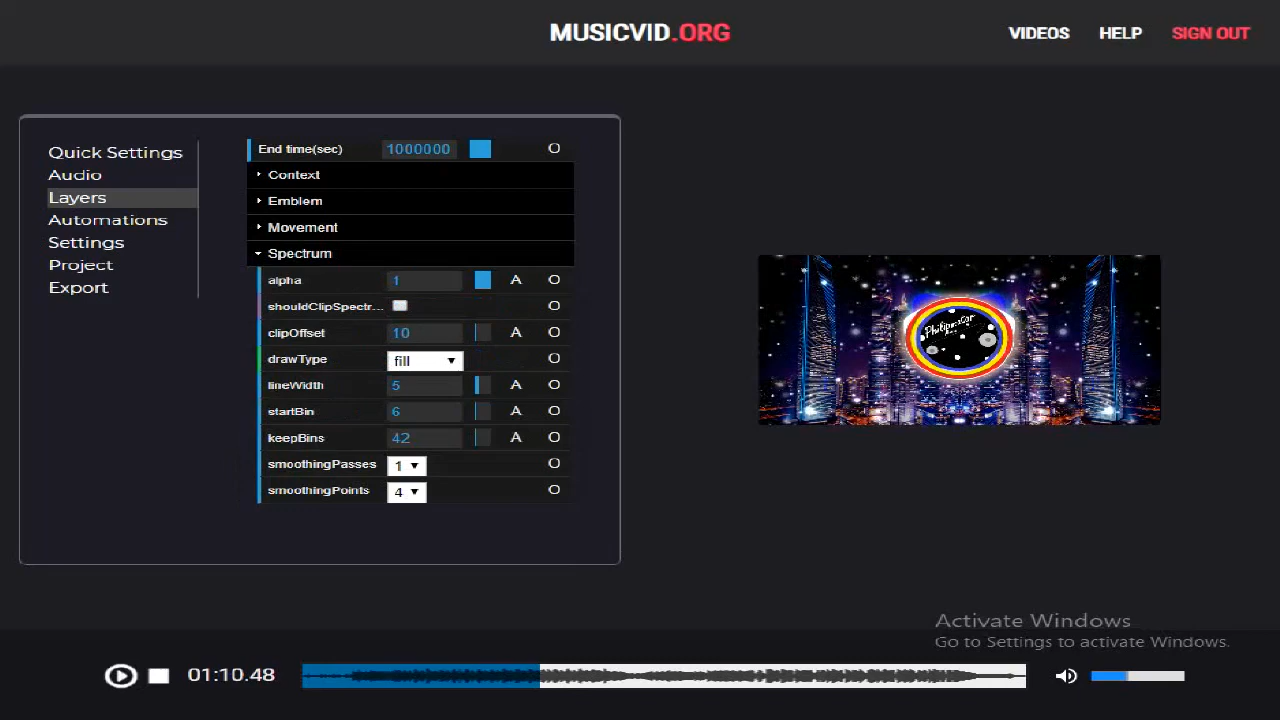 MUSICVID.ORG
VIDEOS HELP SIGN OUT
Quick Settings
Audio
Layers
Automations
Settings
Project
Export
End time(sec) 1000000 O
Context
Emblem
Movement
Spectrum
alpha 1 A O
shouldClipSpectr... O
clipOffset 10 A O
drawType fill O
lineWidth 5 A O
startBin 6 A O
keepBins 42 A O
smoothingPasses 1 O
smoothingPoints 4 O
Activate Windows
Go to Settings to activate Windows.
01:10.48